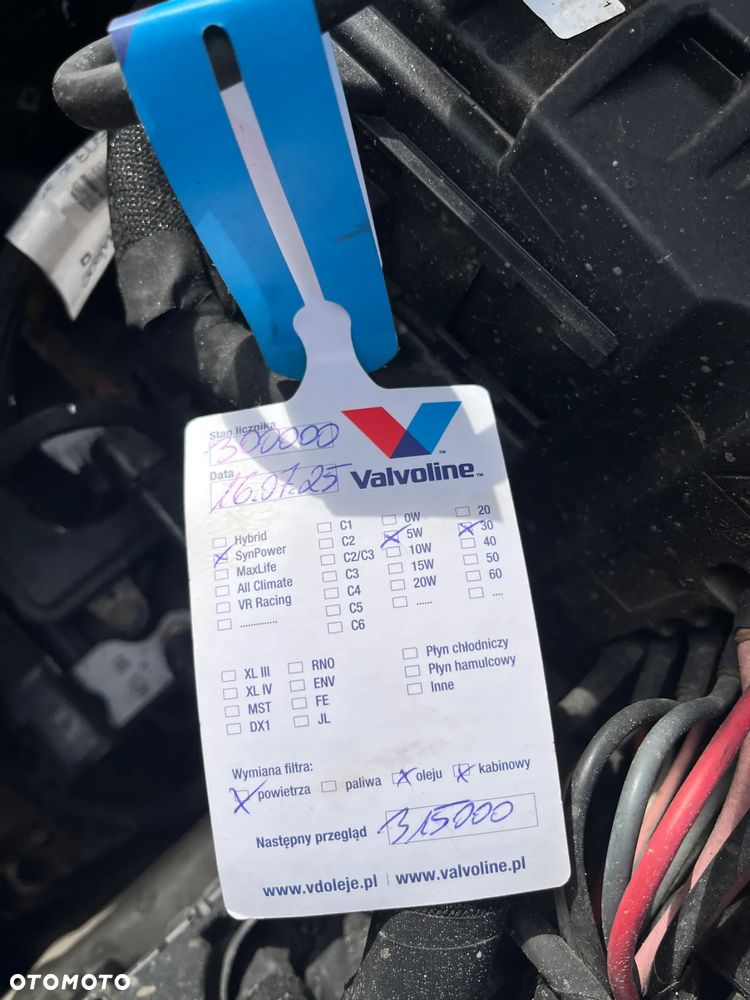 Stan licznika
300000
Data
16.07.25
Valvoline™
Hybrid
SynPower
MaxLife
All Climate
VR Racing
..............
C1
C2
C2/C3
C3
C4
C5
C6
0W
5W
10W
15W
20W
......
20
30
40
50
60
....
XL III
XL IV
MST
DX1
RNO
ENV
FE
JL
Płyn chłodniczy
Płyn hamulcowy
Inne
Wymiana filtra:
powietrza paliwa oleju kabinowy
Następny przegląd 315000
www.vdoleje.pl | www.valvoline.pl
OTOMOTO